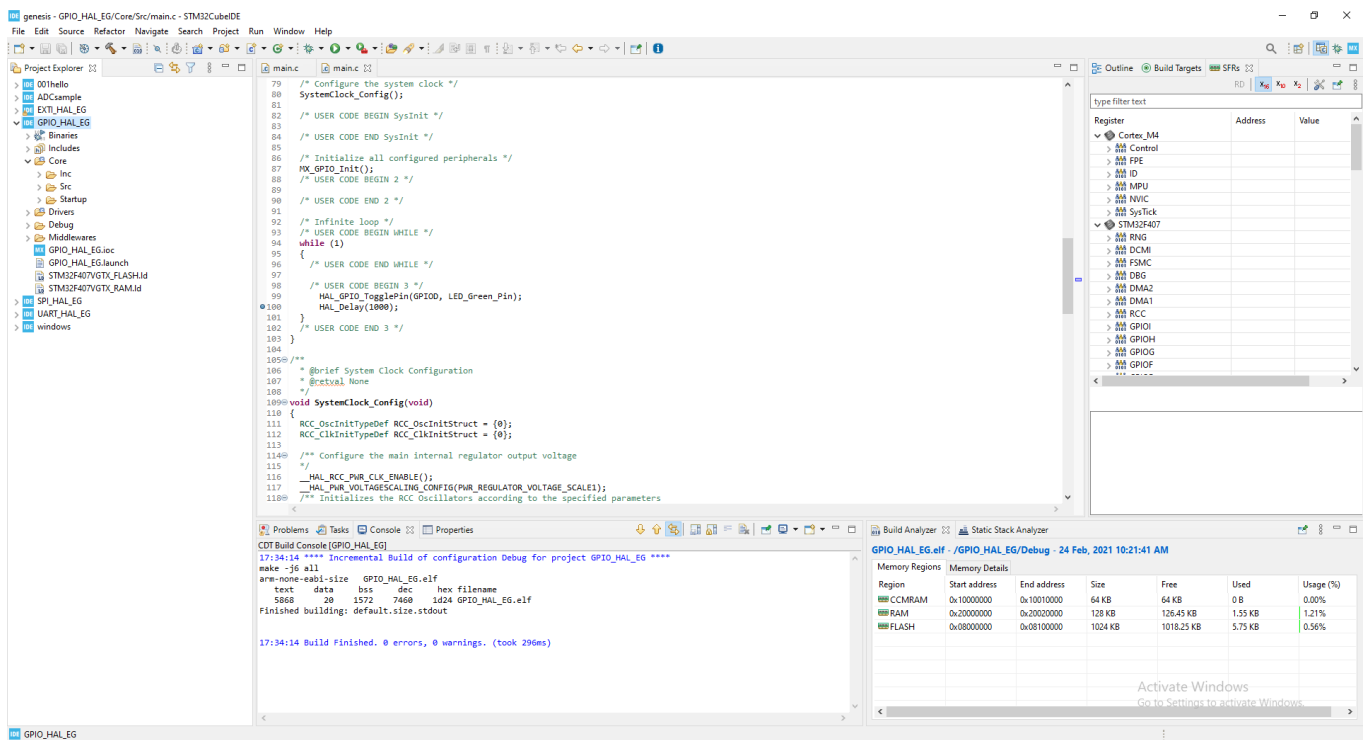 genesis - GPIO_HAL_EG/Core/Src/main.c - STM32CubeIDE
File Edit Source Refactor Navigate Search Project Run Window Help
Project Explorer
001hello
ADCsample
EXTI_HAL_EG
GPIO_HAL_EG
Binaries
Includes
Core
Inc
Src
Startup
Drivers
Debug
Middlewares
GPIO_HAL_EG.ioc
GPIO_HAL_EG.launch
STM32F407VGTX_FLASH.ld
STM32F407VGTX_RAM.ld
SPI_HAL_EG
UART_HAL_EG
windows
main.c main.c
79 /* Configure the system clock */
80 SystemClock_Config();
81
82 /* USER CODE BEGIN SysInit */
83
84 /* USER CODE END SysInit */
85
86 /* Initialize all configured peripherals */
87 MX_GPIO_Init();
88 /* USER CODE BEGIN 2 */
89
90 /* USER CODE END 2 */
91
92 /* Infinite loop */
93 /* USER CODE BEGIN WHILE */
94 while (1)
95 {
96 /* USER CODE END WHILE */
97
98 /* USER CODE BEGIN 3 */
99 HAL_GPIO_TogglePin(GPIOD, LED_Green_Pin);
100 HAL_Delay(1000);
101 }
102 /* USER CODE END 3 */
103 }
104
105 /**
106 * @brief System Clock Configuration
107 * @retval None
108 */
109 void SystemClock_Config(void)
110 {
111 RCC_OscInitTypeDef RCC_OscInitStruct = {0};
112 RCC_ClkInitTypeDef RCC_ClkInitStruct = {0};
113
114 /** Configure the main internal regulator output voltage
115 */
116 __HAL_RCC_PWR_CLK_ENABLE();
117 __HAL_PWR_VOLTAGESCALING_CONFIG(PWR_REGULATOR_VOLTAGE_SCALE1);
118 /** Initializes the RCC Oscillators according to the specified parameters
Outline Build Targets SFRs
RD X16 X10 X2
type filter text
Register Address Value
Cortex_M4
Control
FPE
ID
MPU
NVIC
SysTick
STM32F407
RNG
DCMI
FSMC
DBG
DMA2
DMA1
RCC
GPIOI
GPIOH
GPIOG
GPIOF
Problems Tasks Console Properties
CDT Build Console [GPIO_HAL_EG]
17:34:14 **** Incremental Build of configuration Debug for project GPIO_HAL_EG ****
make -j6 all
arm-none-eabi-size GPIO_HAL_EG.elf
text data bss dec hex filename
5868 20 1572 7460 1d24 GPIO_HAL_EG.elf
Finished building: default.size.stdout
17:34:14 Build Finished. 0 errors, 0 warnings. (took 296ms)
Build Analyzer Static Stack Analyzer
GPIO_HAL_EG.elf - /GPIO_HAL_EG/Debug - 24 Feb, 2021 10:21:41 AM
Memory Regions Memory Details
Region Start address End address Size Free Used Usage (%)
CCMRAM 0x10000000 0x10010000 64 KB 64 KB 0 B 0.00%
RAM 0x20000000 0x20020000 128 KB 126.45 KB 1.55 KB 1.21%
FLASH 0x08000000 0x08100000 1024 KB 1018.25 KB 5.75 KB 0.56%
Activate Windows
Go to Settings to activate Windows.
GPIO_HAL_EG